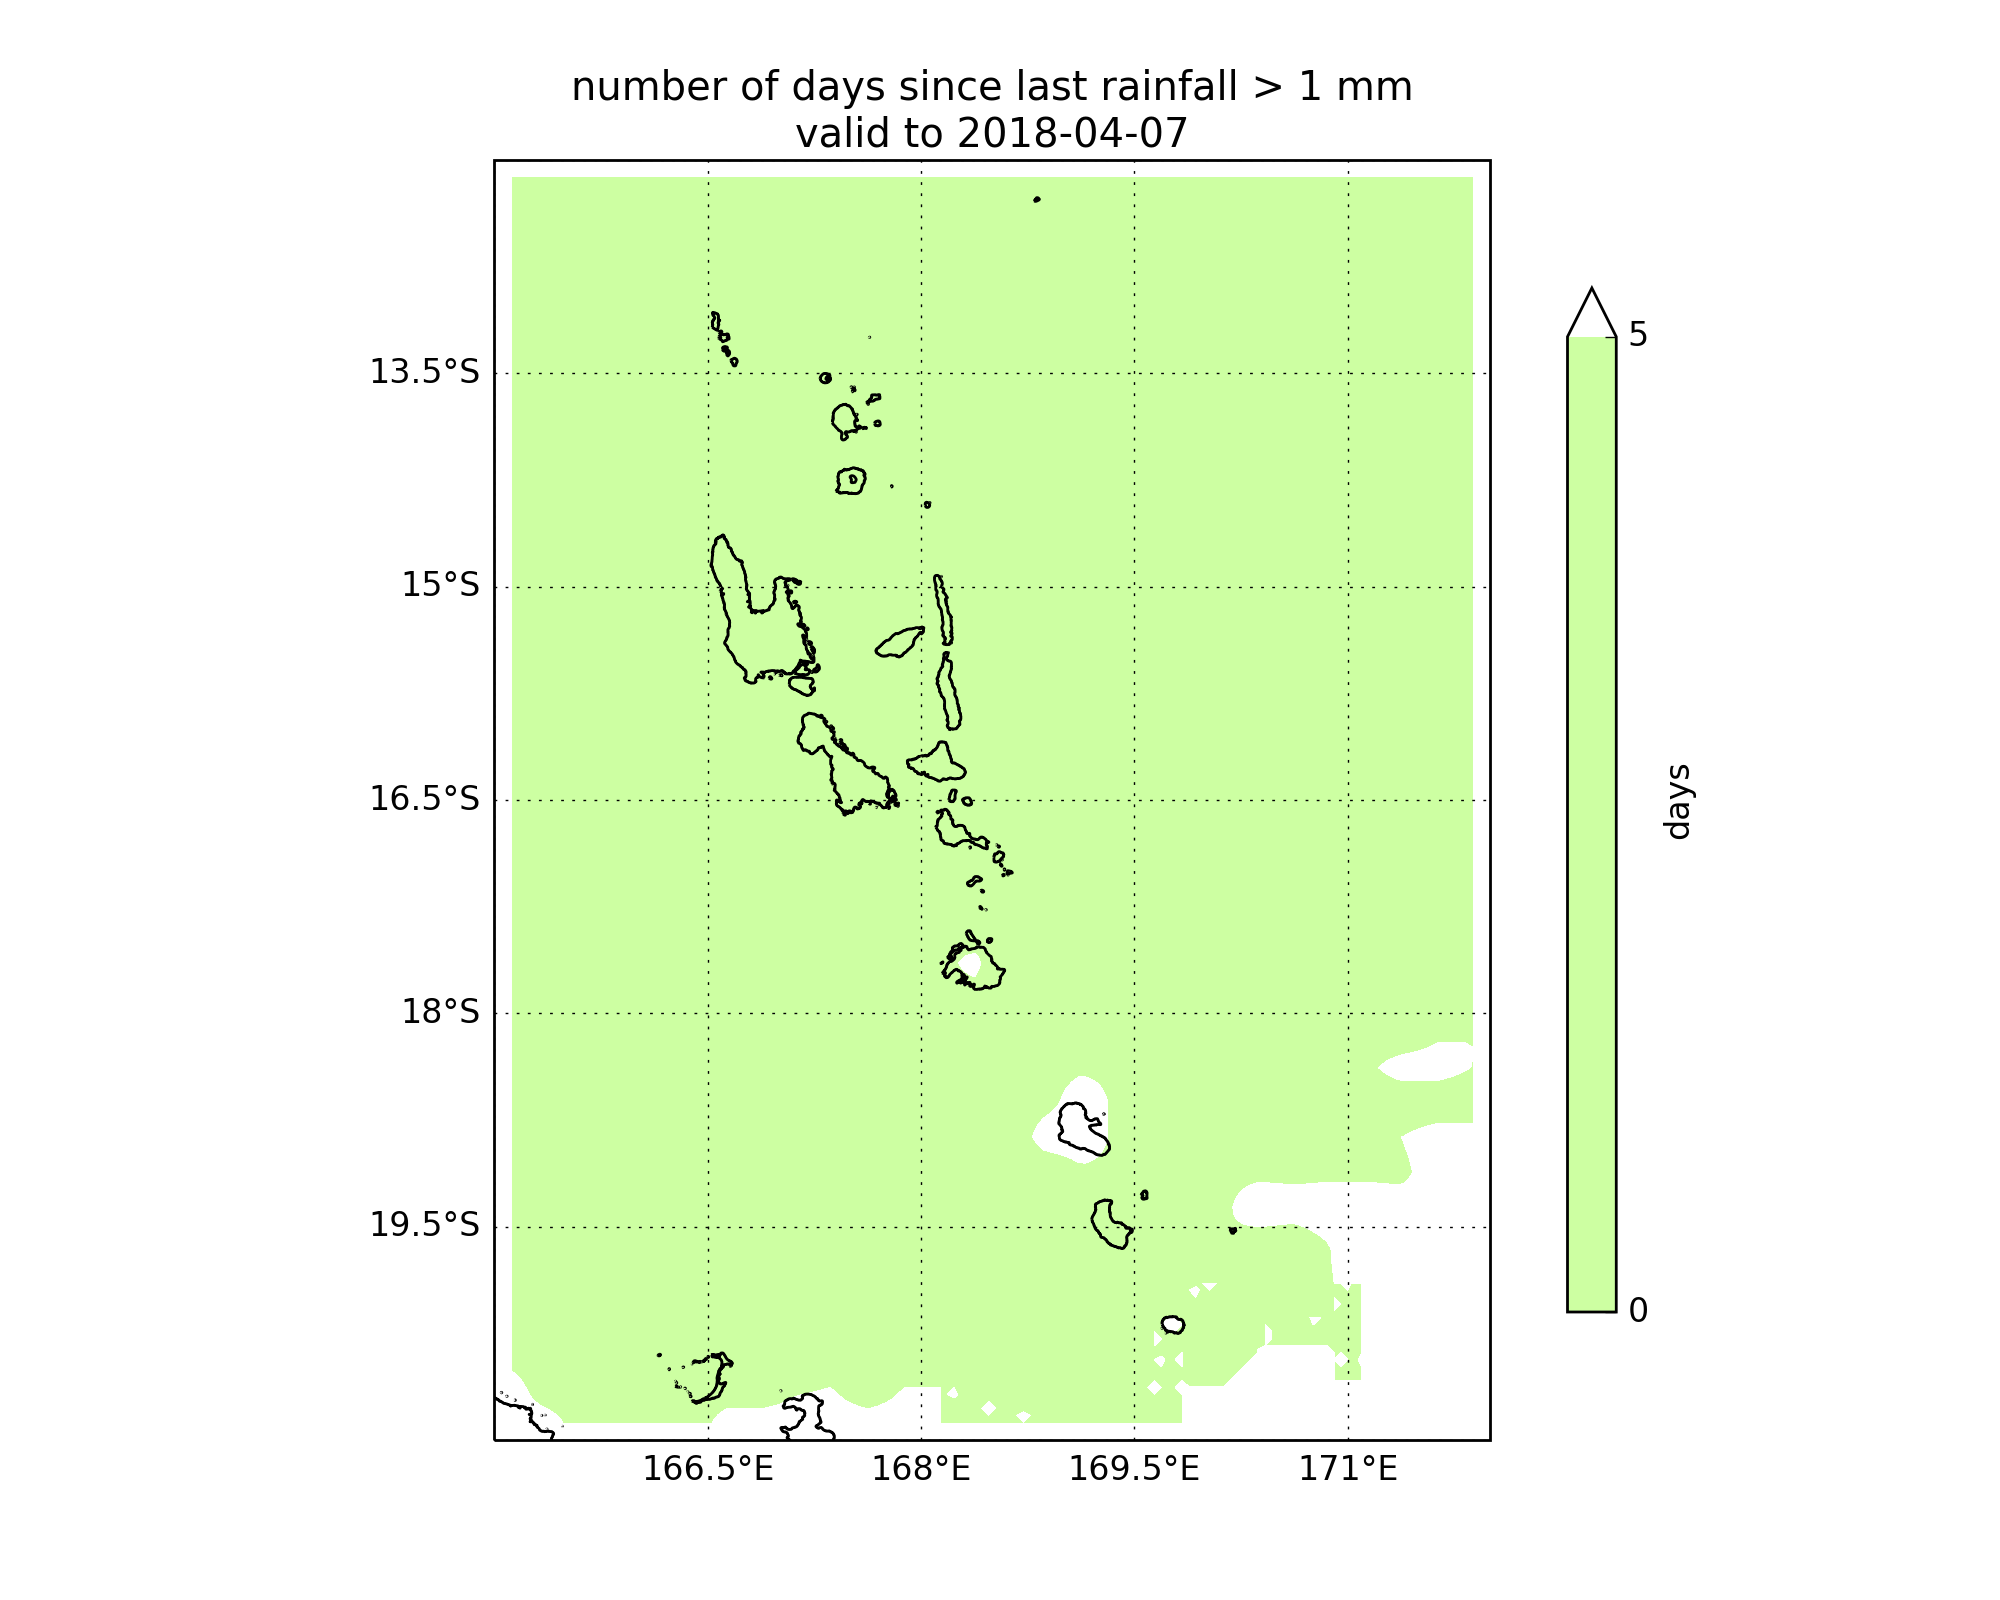 number of days since last rainfall > 1 mm
valid to 2018-04-07
13.5°S
15°S
16.5°S
18°S
19.5°S
166.5°E
168°E
169.5°E
171°E
5
0
days